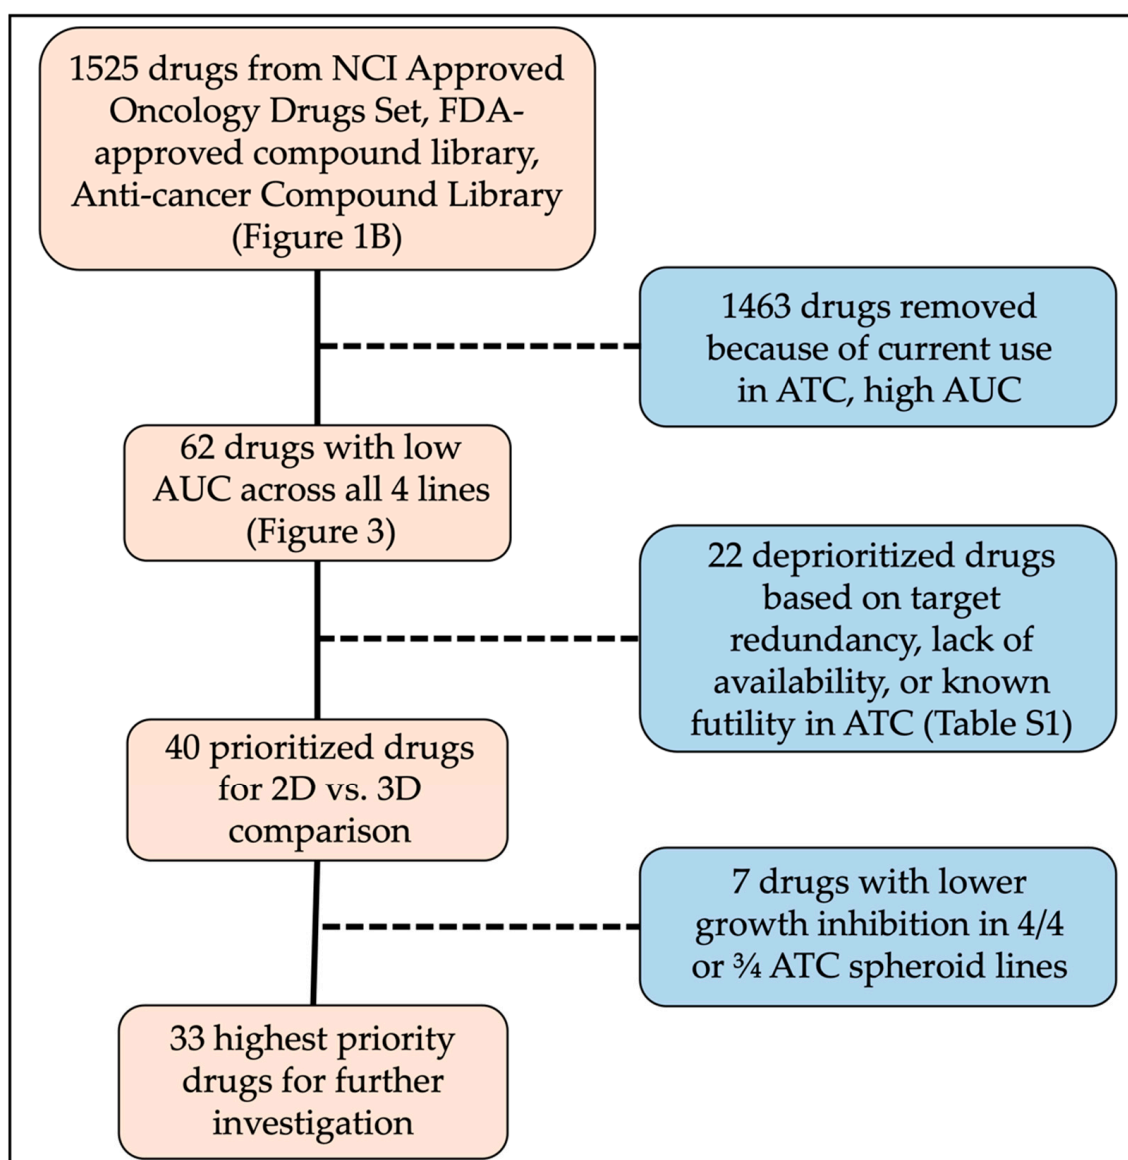 1525 drugs from NCI Approved
Oncology Drugs Set, FDA-
approved compound library,
Anti-cancer Compound Library
(Figure 1B)
1463 drugs removed
because of current use
in ATC, high AUC
62 drugs with low
AUC across all 4 lines
(Figure 3)
22 deprioritized drugs
based on target
redundancy, lack of
availability, or known
futility in ATC (Table S1)
40 prioritized drugs
for 2D vs. 3D
comparison
7 drugs with lower
growth inhibition in 4/4
or ¾ ATC spheroid lines
33 highest priority
drugs for further
investigation